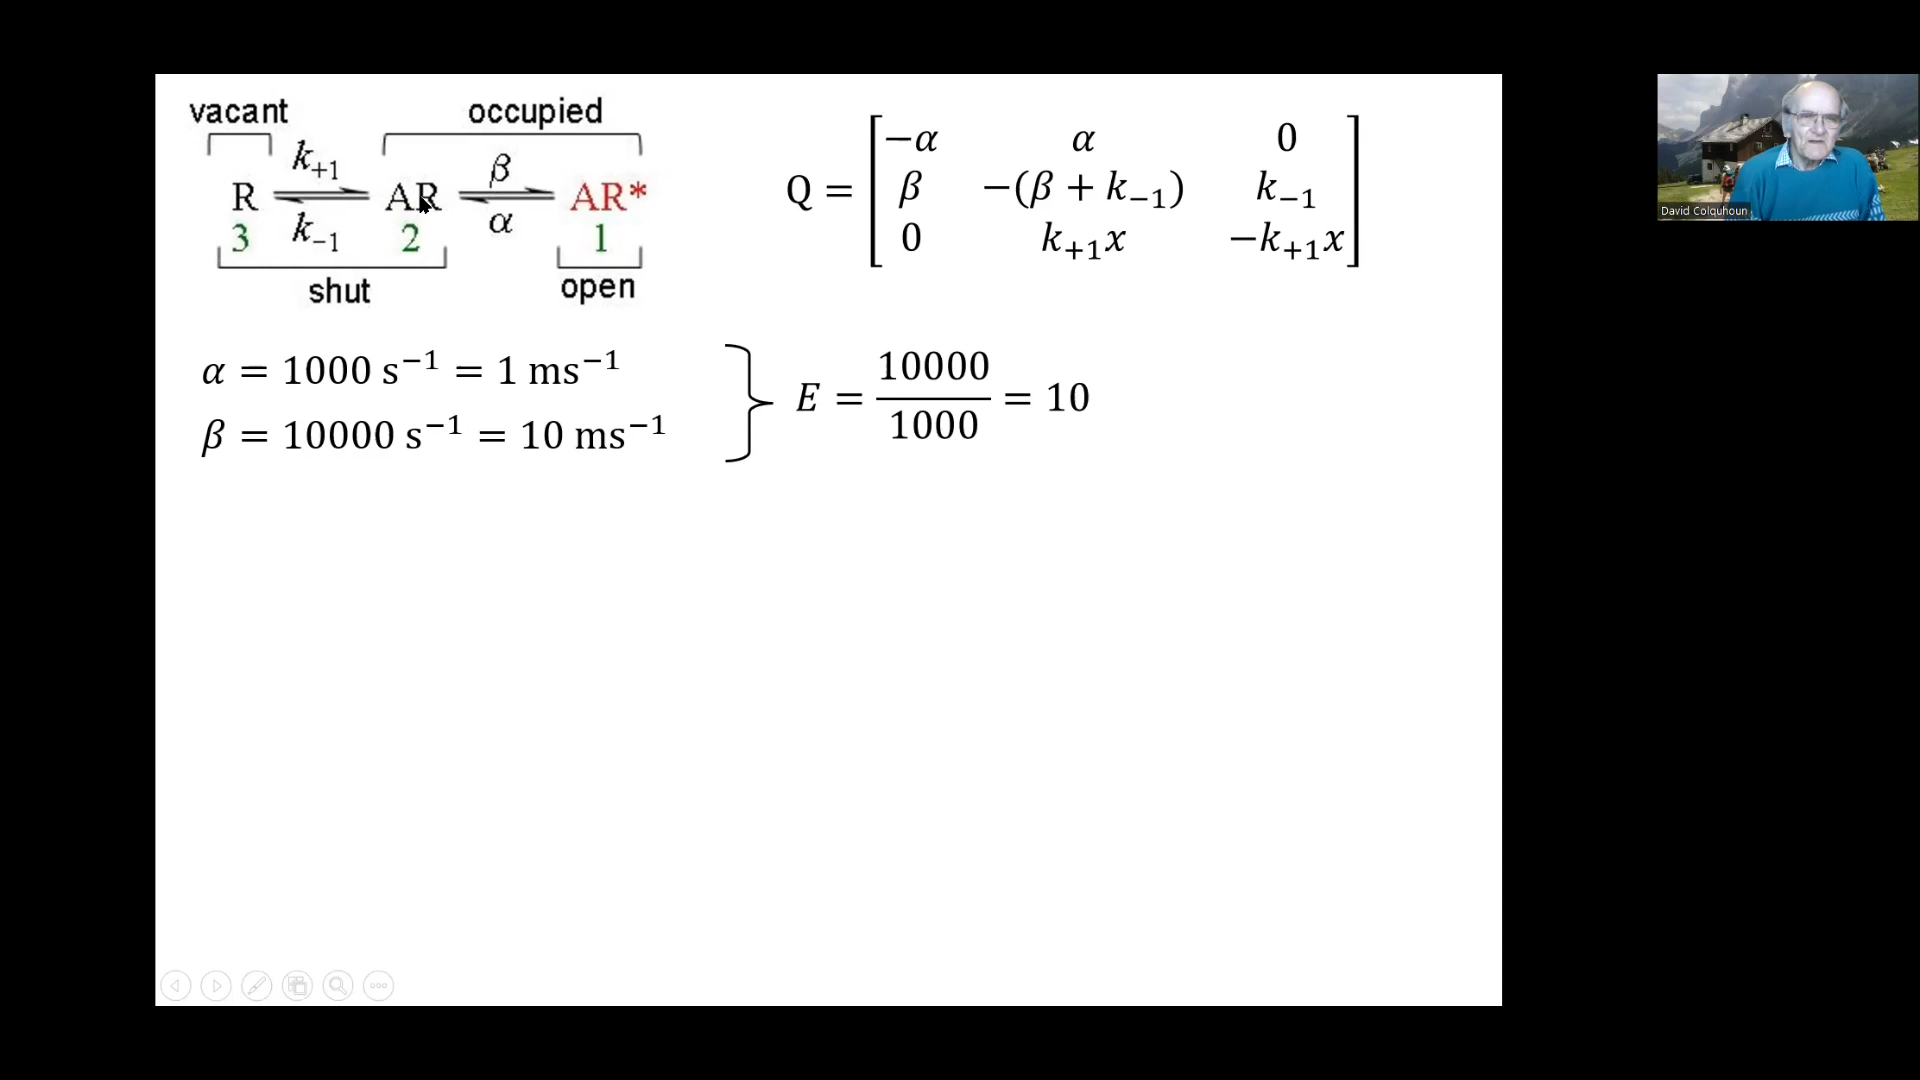 vacant occupied
k₊₁ β
R ⇌ AR ⇌ AR*
k₋₁ α
3 2 1
shut open
Q = [−α α 0
β −(β + k₋₁) k₋₁
0 k₊₁x −k₊₁x]
α = 1000 s⁻¹ = 1 ms⁻¹
β = 10000 s⁻¹ = 10 ms⁻¹
E = 10000/1000 = 10
David Colquhoun